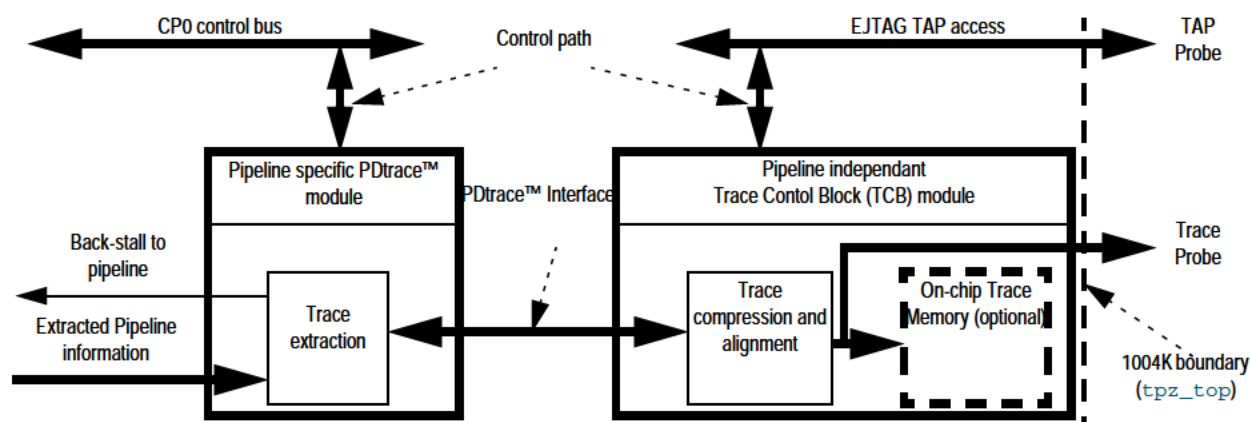 CP0 control bus
Control path
EJTAG TAP access
TAP
Probe
Pipeline specific PDtrace™
module
PDtrace™ Interface
Pipeline independant
Trace Contol Block (TCB) module
Back-stall to
pipeline
Extracted Pipeline
information
Trace
extraction
Trace
compression and
alignment
On-chip Trace
Memory (optional)
Trace
Probe
1004K boundary
(tpz_top)